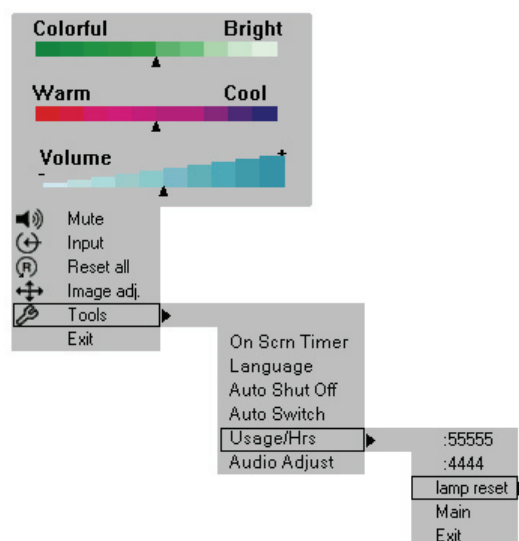 Colorful Bright
Warm Cool
Volume
- +
Mute
Input
R Reset all
Image adj.
Tools
Exit
On Scrn Timer
Language
Auto Shut Off
Auto Switch
Usage/Hrs
Audio Adjust
:55555
:4444
lamp reset
Main
Exit